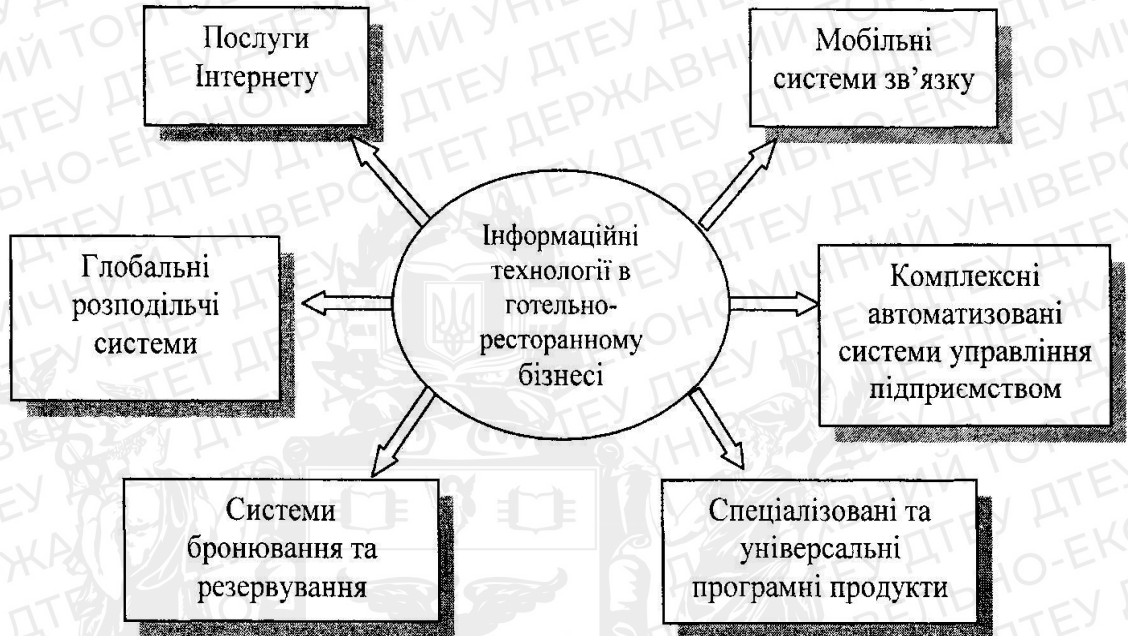 Послуги
Інтернету
Мобільні
системи зв’язку
Інформаційні
технології в
готельно-
ресторанному
бізнесі
Глобальні
розподільчі
системи
Комплексні
автоматизовані
системи управління
підприємством
Системи
бронювання та
резервування
Спеціалізовані та
універсальні
програмні продукти